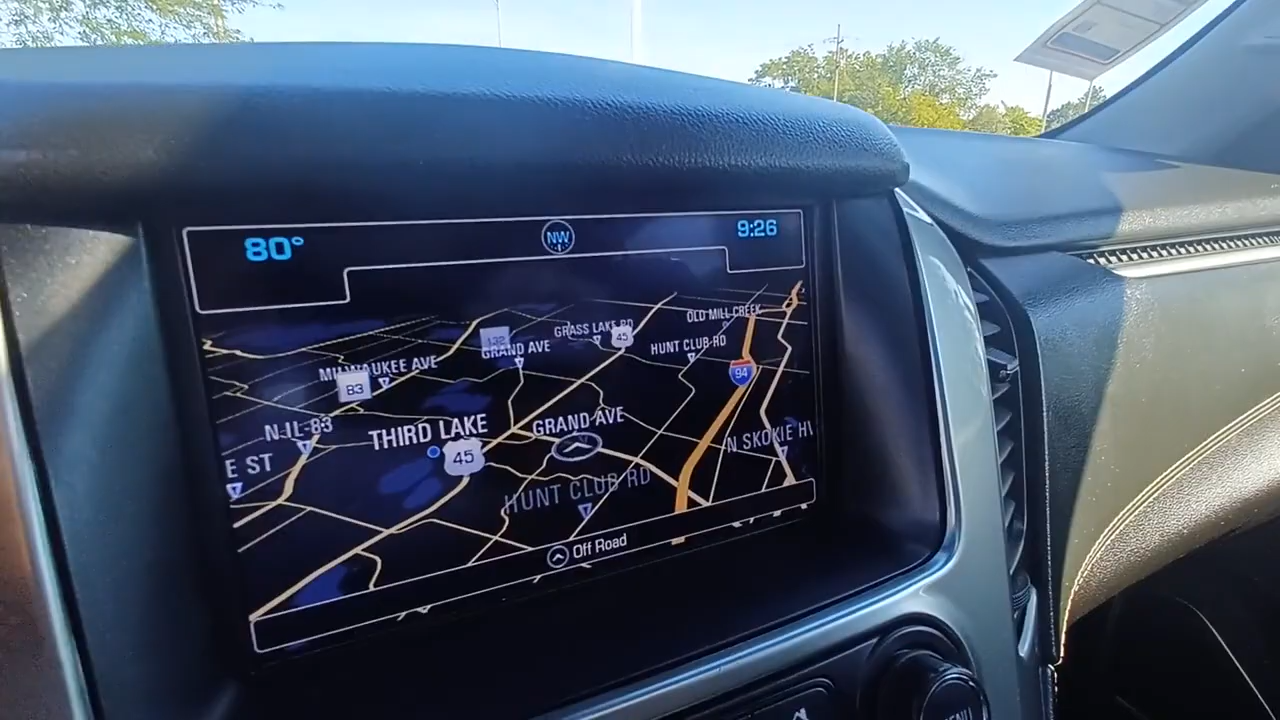 80°
NW
9:26
OLD MILL CREEK
GRASS LAKE RD
45
132
GRAND AVE
HUNT CLUB RD
MILWAUKEE AVE
83
94
N IL-83
THIRD LAKE
45
GRAND AVE
N SKOKIE
E ST
HUNT CLUB RD
Off Road
MENU